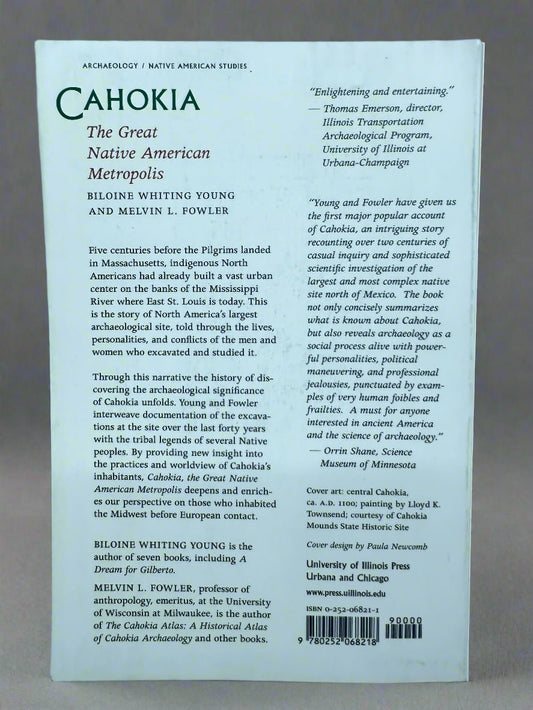 ARCHAEOLOGY / NATIVE AMERICAN STUDIES
CAHOKIA
The Great
Native American
Metropolis
BILOINE WHITING YOUNG
AND MELVIN L. FOWLER
Five centuries before the Pilgrims landed
in Massachusetts, indigenous North
Americans had already built a vast urban
center on the banks of the Mississippi
River where East St. Louis is today. This
is the story of North America's largest
archaeological site, told through the lives,
personalities, and conflicts of the men and
women who excavated and studied it.
Through this narrative the history of dis-
covering the archaeological significance
of Cahokia unfolds. Young and Fowler
interweave documentation of the excava-
tions at the site over the last forty years
with the tribal legends of several Native
peoples. By providing new insight into
the practices and worldview of Cahokia's
inhabitants, Cahokia, the Great Native
American Metropolis deepens and enrich-
es our perspective on those who inhabited
the Midwest before European contact.
BILOINE WHITING YOUNG is the
author of seven books, including A
Dream for Gilberto.
MELVIN L. FOWLER, professor of
anthropology, emeritus, at the University
of Wisconsin at Milwaukee, is the author
of The Cahokia Atlas: A Historical Atlas
of Cahokia Archaeology and other books.
"Enlightening and entertaining."
— Thomas Emerson, director,
Illinois Transportation
Archaeological Program,
University of Illinois at
Urbana-Champaign
"Young and Fowler have given us
the first major popular account
of Cahokia, an intriguing story
recounting over two centuries of
casual inquiry and sophisticated
scientific investigation of the
largest and most complex native
site north of Mexico. The book
not only concisely summarizes
what is known about Cahokia,
but also reveals archaeology as a
social process alive with power-
ful personalities, political
maneuvering, and professional
jealousies, punctuated by exam-
ples of very human foibles and
frailties. A must for anyone
interested in ancient America
and the science of archaeology."
— Orrin Shane, Science
Museum of Minnesota
Cover art: central Cahokia,
ca. A.D. 1100; painting by Lloyd K.
Townsend; courtesy of Cahokia
Mounds State Historic Site
Cover design by Paula Newcomb
University of Illinois Press
Urbana and Chicago
www.press.uillinois.edu
ISBN 0-252-06821-1
90000
9 780252 068218